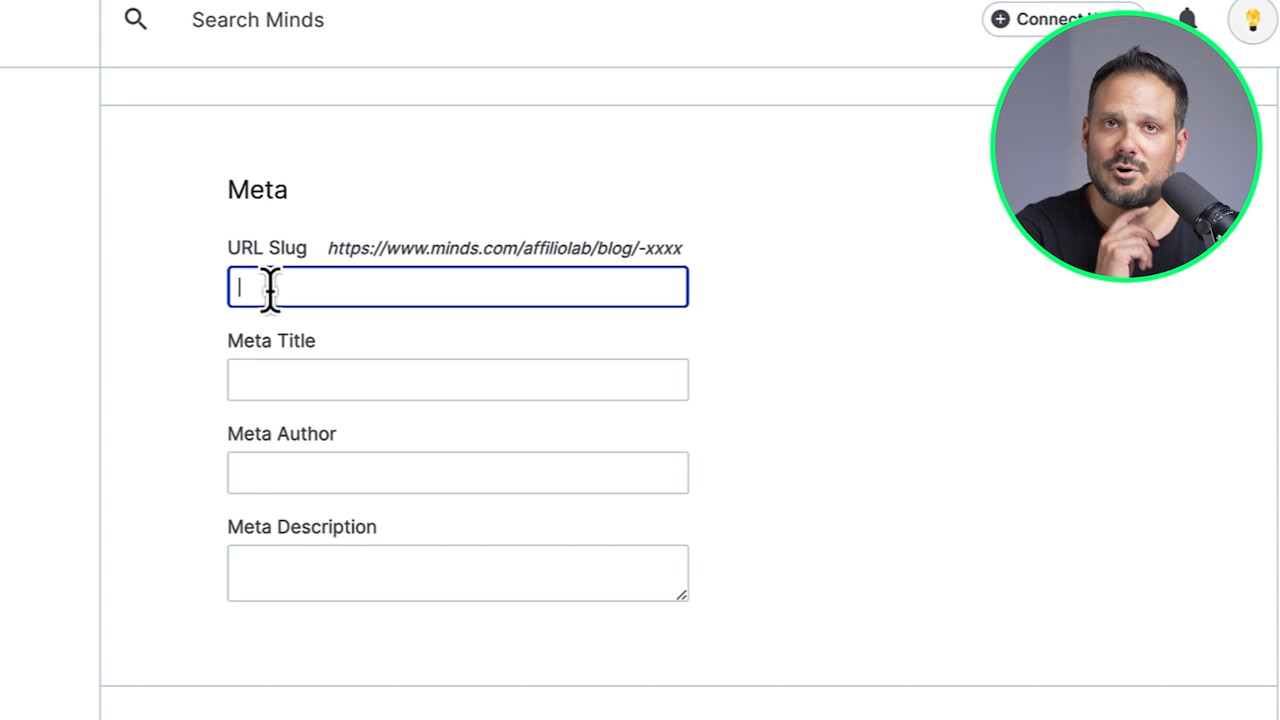 Search Minds
Connect
Meta
URL Slug https://www.minds.com/affiliolab/blog/-xxxx
Meta Title
Meta Author
Meta Description